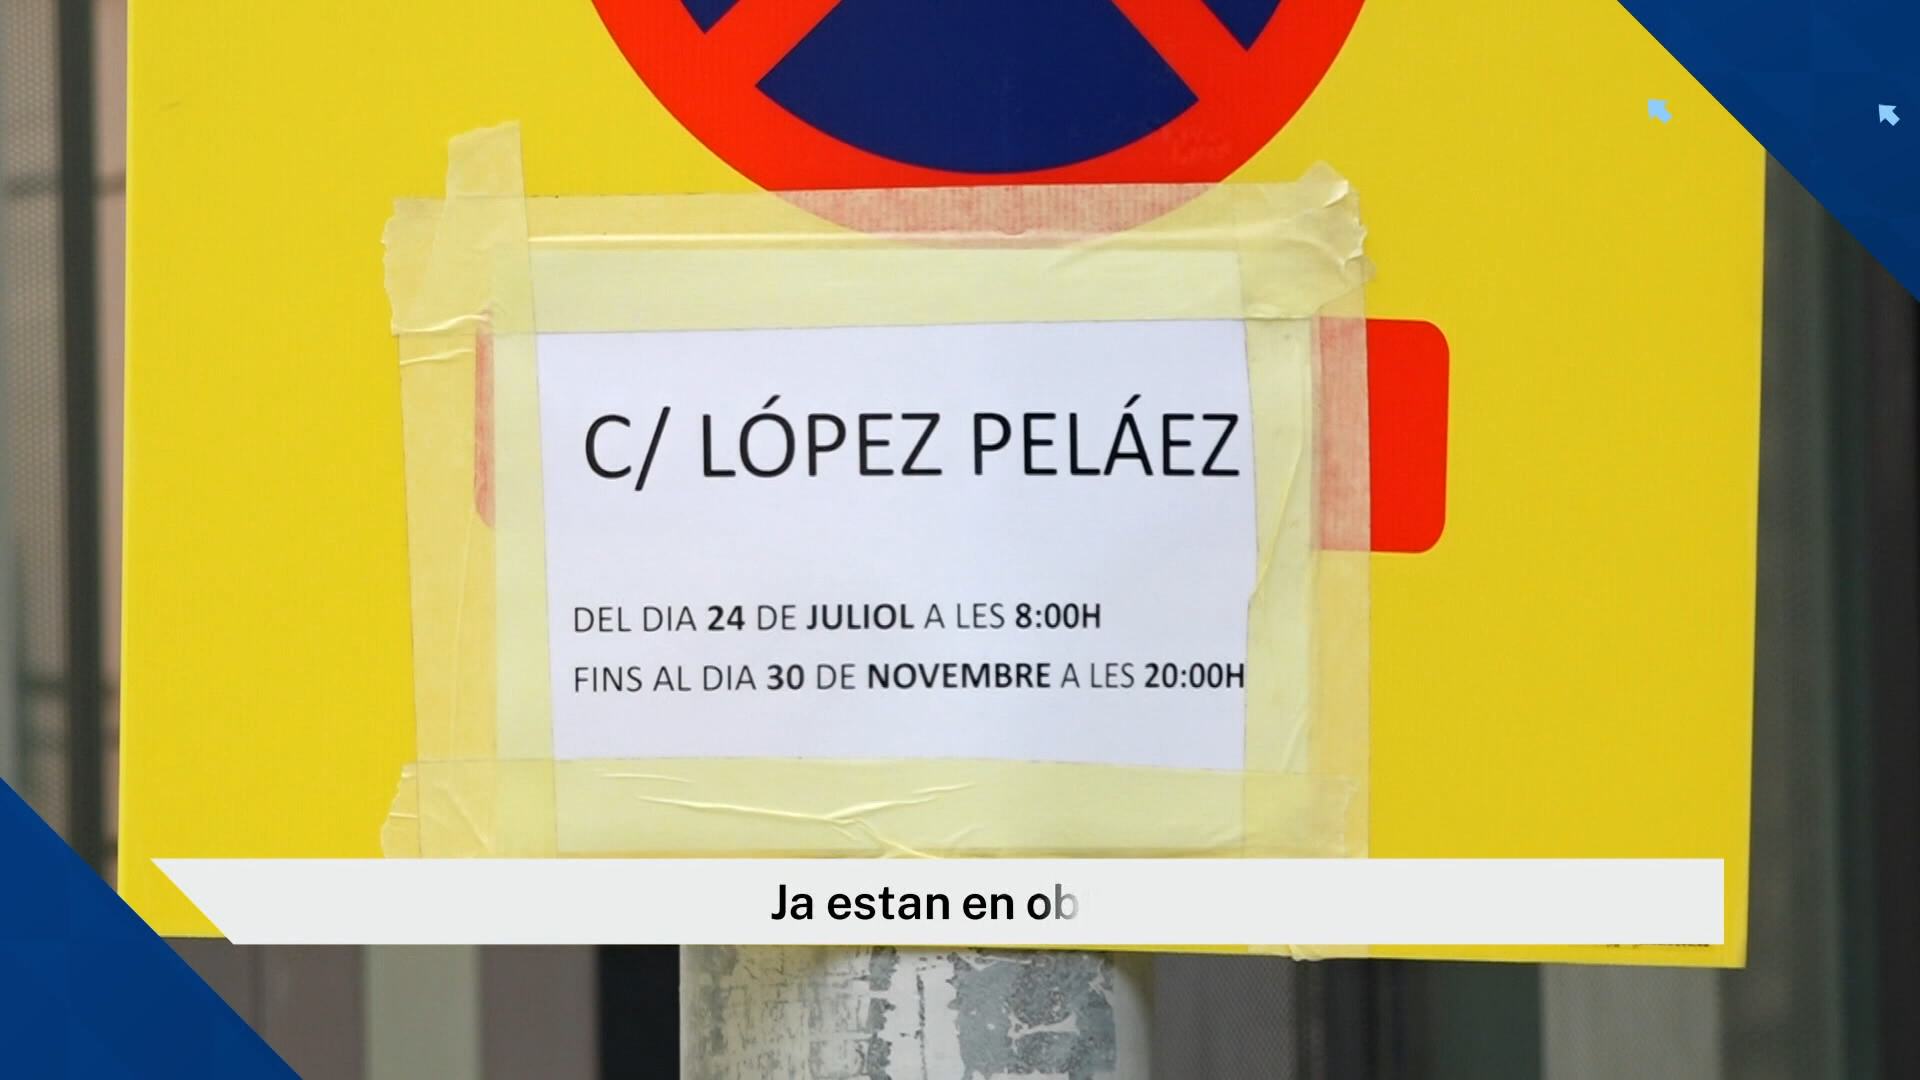 C/ LÓPEZ PELÁEZ
DEL DIA 24 DE JULIOL A LES 8:00H
FINS AL DIA 30 DE NOVEMBRE A LES 20:00H
Ja estan en ob